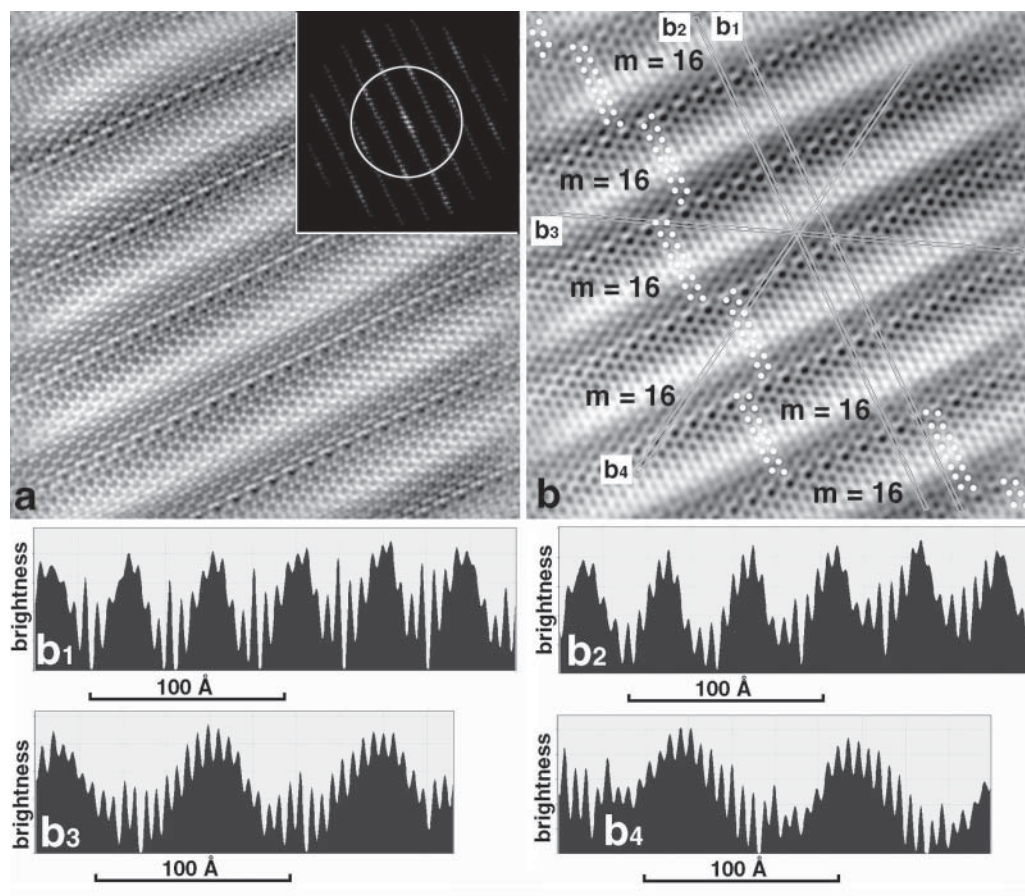 b2 b1
m = 16
m = 16
b3
m = 16
m = 16
m = 16
b4
m = 16
a
b
brightness
b1
100 Å
brightness
b2
100 Å
brightness
b3
100 Å
brightness
b4
100 Å